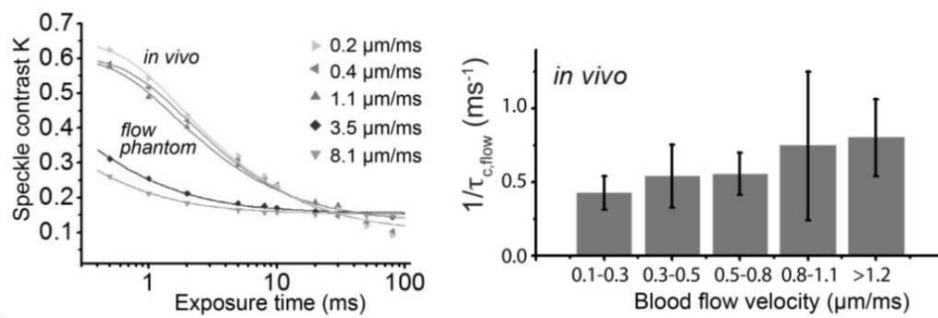 Speckle contrast K
0.7
0.6
0.5
0.4
0.3
0.2
0.1
in vivo
flow
phantom
0.2 µm/ms
0.4 µm/ms
1.1 µm/ms
3.5 µm/ms
8.1 µm/ms
1
10
100
Exposure time (ms)
1/τc,flow (ms⁻¹)
1.0
0.5
0.0
in vivo
0.1-0.3 0.3-0.5 0.5-0.8 0.8-1.1 >1.2
Blood flow velocity (µm/ms)